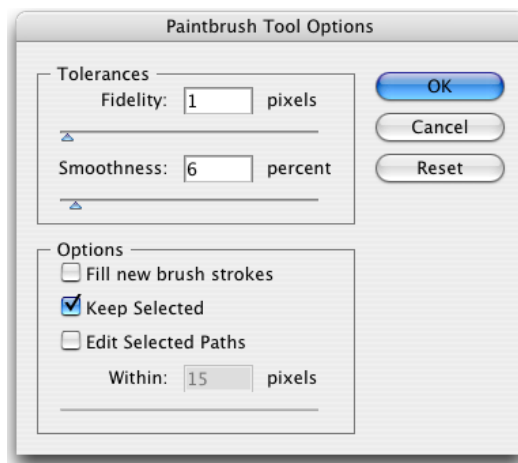 Paintbrush Tool Options
Tolerances
Fidelity: 1 pixels
Smoothness: 6 percent
OK
Cancel
Reset
Options
Fill new brush strokes
Keep Selected
Edit Selected Paths
Within: 15 pixels